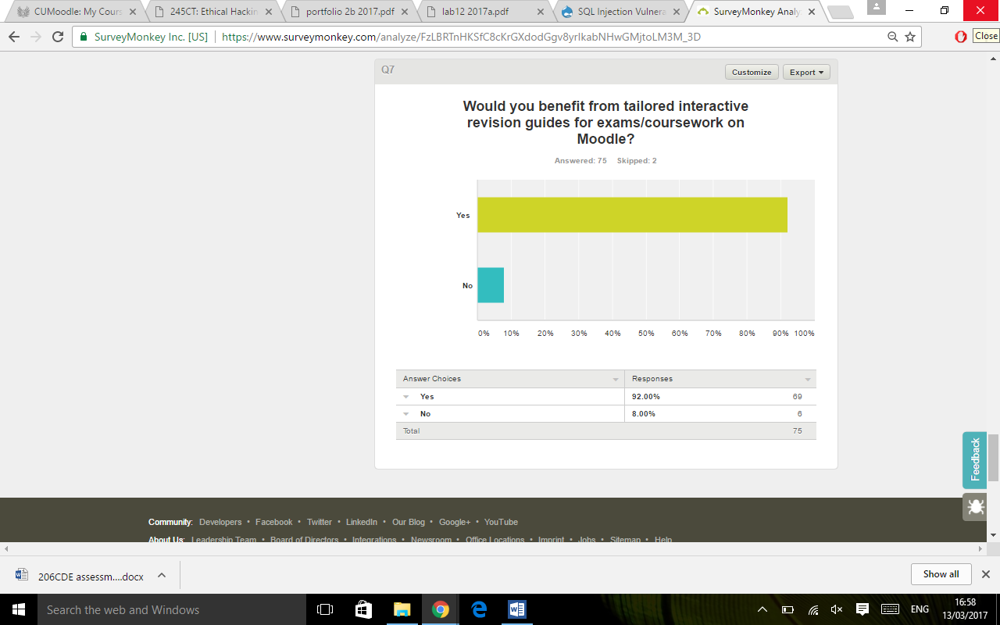 CUMoodle: My Cours
245CT: Ethical Hackin
portfolio 2b 2017.pdf
lab12 2017a.pdf
SQL Injection Vulnera
SurveyMonkey Analy
SurveyMonkey Inc. [US]
https://www.surveymonkey.com/analyze/FzLBRTnHKSfC8cKrGXdodGgv8yrIkabNHwGMjtoLM3M_3D
Close
Q7
Customize
Export
Would you benefit from tailored interactive
revision guides for exams/coursework on
Moodle?
Answered: 75 Skipped: 2
Yes
No
0% 10% 20% 30% 40% 50% 60% 70% 80% 90% 100%
Answer Choices Responses
Yes 92.00% 69
No 8.00% 6
Total 75
Feedback
Community: Developers • Facebook • Twitter • LinkedIn • Our Blog • Google+ • YouTube
About Us: Leadership Team • Board of Directors • Integrations • Newsroom • Office Locations • Imprint • Jobs • Sitemap • Help
206CDE assessm....docx
Show all
Search the web and Windows
ENG
16:58
13/03/2017